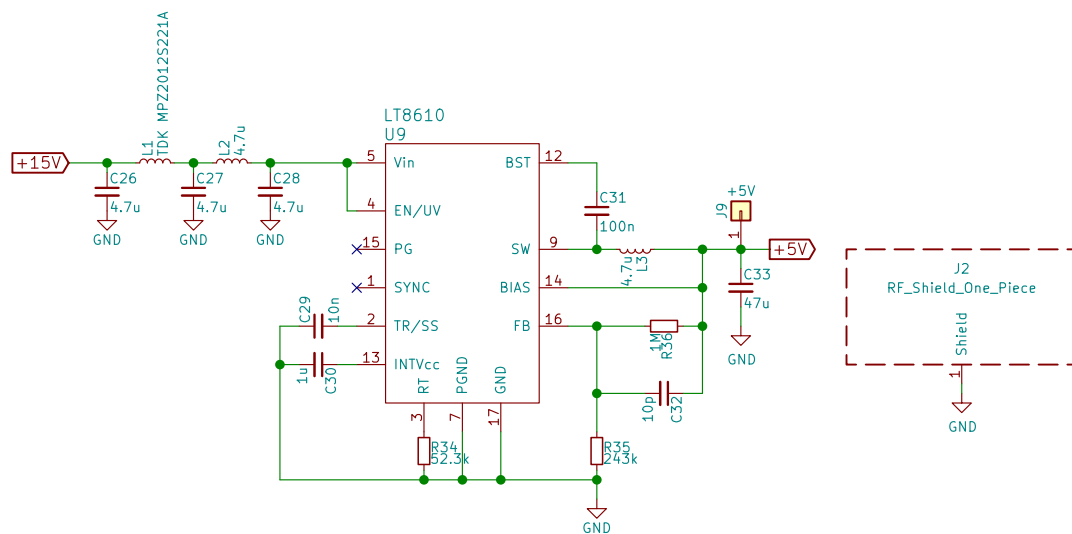 TDK MPZ2012S221A
L1
L2
4.7u
+15V
C26
4.7u
GND
C27
4.7u
GND
C28
4.7u
GND
LT8610
U9
5
Vin
4
EN/UV
15
PG
1
SYNC
2
TR/SS
13
INTVcc
BST
12
SW
9
BIAS
14
FB
16
RT
3
PGND
7
GND
17
C29
10n
1u
C30
R34
52.3k
C31
100n
4.7u
L3
+5V
J9
1
+5V
C33
47u
GND
1M
R36
10p
C32
R35
243k
GND
J2
RF_Shield_One_Piece
Shield
1
GND